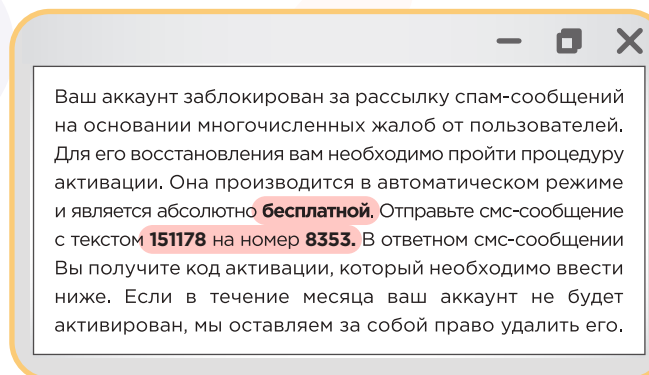 Ваш аккаунт заблокирован за рассылку спам-сообщений
на основании многочисленных жалоб от пользователей.
Для его восстановления вам необходимо пройти процедуру
активации. Она производится в автоматическом режиме
и является абсолютно бесплатной. Отправьте смс-сообщение
с текстом 151178 на номер 8353. В ответном смс-сообщении
Вы получите код активации, который необходимо ввести
ниже. Если в течение месяца ваш аккаунт не будет
активирован, мы оставляем за собой право удалить его.